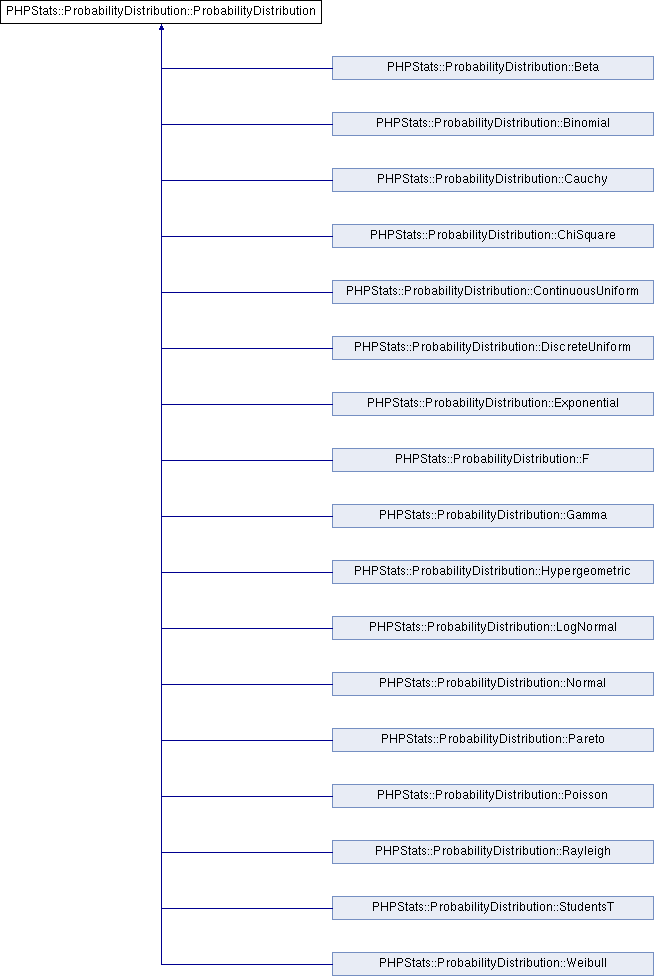 PHPStats::ProbabilityDistribution::ProbabilityDistribution
PHPStats::ProbabilityDistribution::Beta
PHPStats::ProbabilityDistribution::Binomial
PHPStats::ProbabilityDistribution::Cauchy
PHPStats::ProbabilityDistribution::ChiSquare
PHPStats::ProbabilityDistribution::ContinuousUniform
PHPStats::ProbabilityDistribution::DiscreteUniform
PHPStats::ProbabilityDistribution::Exponential
PHPStats::ProbabilityDistribution::F
PHPStats::ProbabilityDistribution::Gamma
PHPStats::ProbabilityDistribution::Hypergeometric
PHPStats::ProbabilityDistribution::LogNormal
PHPStats::ProbabilityDistribution::Normal
PHPStats::ProbabilityDistribution::Pareto
PHPStats::ProbabilityDistribution::Poisson
PHPStats::ProbabilityDistribution::Rayleigh
PHPStats::ProbabilityDistribution::StudentsT
PHPStats::ProbabilityDistribution::Weibull